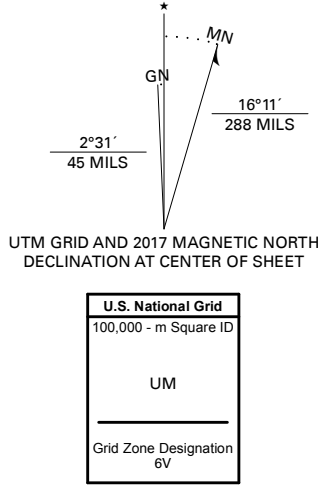 ★
MN
GN
2°31´
45 MILS
16°11´
288 MILS
UTM GRID AND 2017 MAGNETIC NORTH
DECLINATION AT CENTER OF SHEET
U.S. National Grid
100,000 - m Square ID
UM
Grid Zone Designation
6V